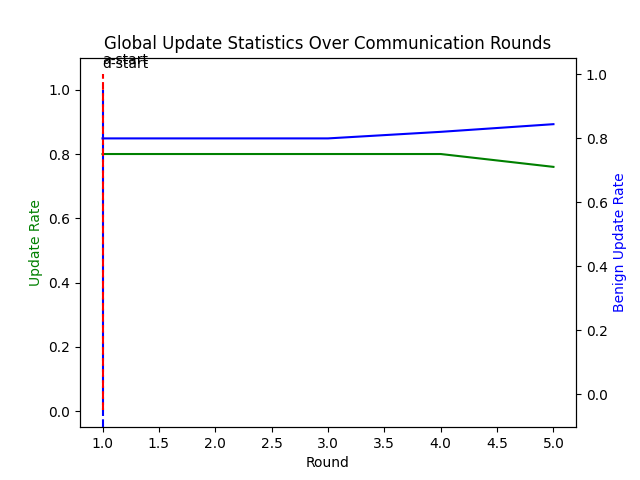 Global Update Statistics Over Communication Rounds
a-start
d-start
1.0
0.8
0.6
0.4
0.2
0.0
Update Rate
1.0
0.8
0.6
0.4
0.2
0.0
Benign Update Rate
1.0 1.5 2.0 2.5 3.0 3.5 4.0 4.5 5.0
Round